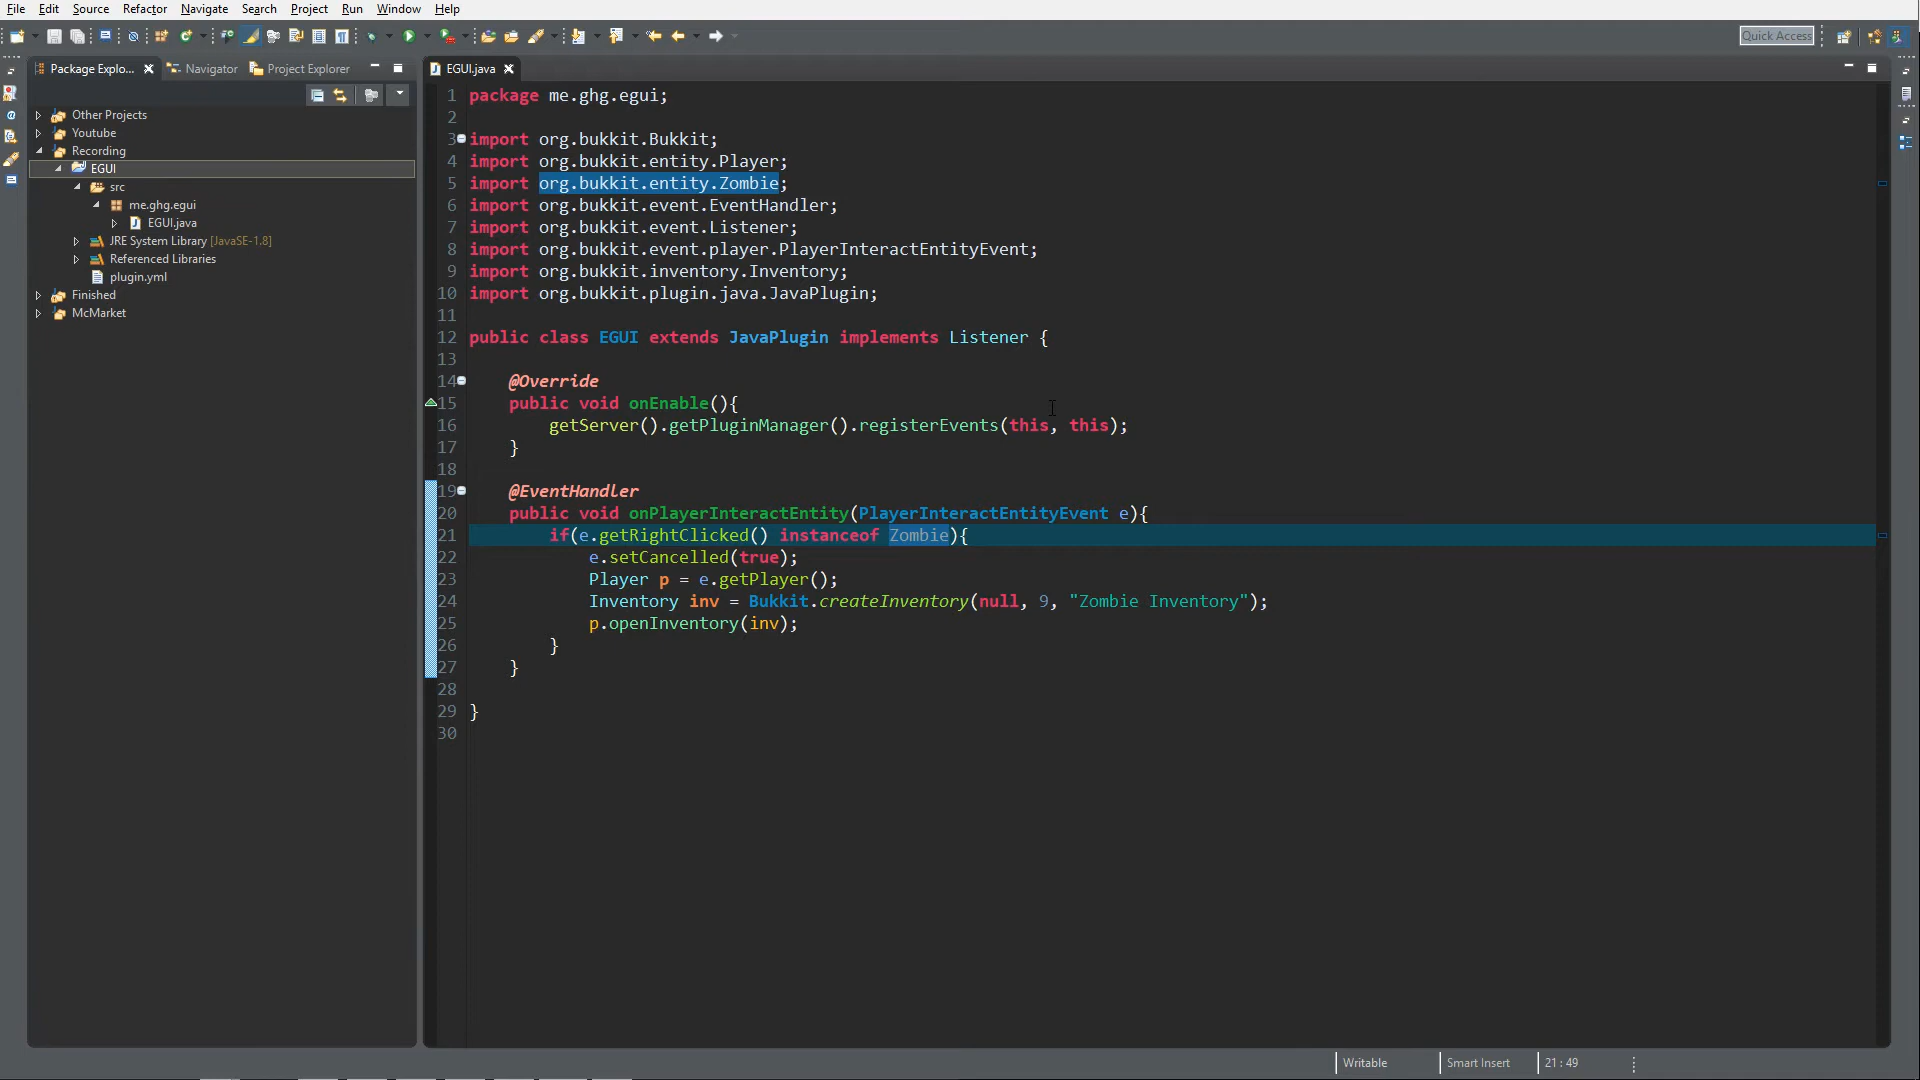 File Edit Source Refactor Navigate Search Project Run Window Help
Quick Access
Package Explo... Navigator Project Explorer
Other Projects
Youtube
Recording
EGUI
src
me.ghg.egui
EGUI.java
JRE System Library [JavaSE-1.8]
Referenced Libraries
plugin.yml
Finished
McMarket
EGUI.java
1 package me.ghg.egui;
2
3 import org.bukkit.Bukkit;
4 import org.bukkit.entity.Player;
5 import org.bukkit.entity.Zombie;
6 import org.bukkit.event.EventHandler;
7 import org.bukkit.event.Listener;
8 import org.bukkit.event.player.PlayerInteractEntityEvent;
9 import org.bukkit.inventory.Inventory;
10 import org.bukkit.plugin.java.JavaPlugin;
11
12 public class EGUI extends JavaPlugin implements Listener {
13
14 @Override
15 public void onEnable(){
16 getServer().getPluginManager().registerEvents(this, this);
17 }
18
19 @EventHandler
20 public void onPlayerInteractEntity(PlayerInteractEntityEvent e){
21 if(e.getRightClicked() instanceof Zombie){
22 e.setCancelled(true);
23 Player p = e.getPlayer();
24 Inventory inv = Bukkit.createInventory(null, 9, "Zombie Inventory");
25 p.openInventory(inv);
26 }
27 }
28
29 }
30
Writable Smart Insert 21 : 49